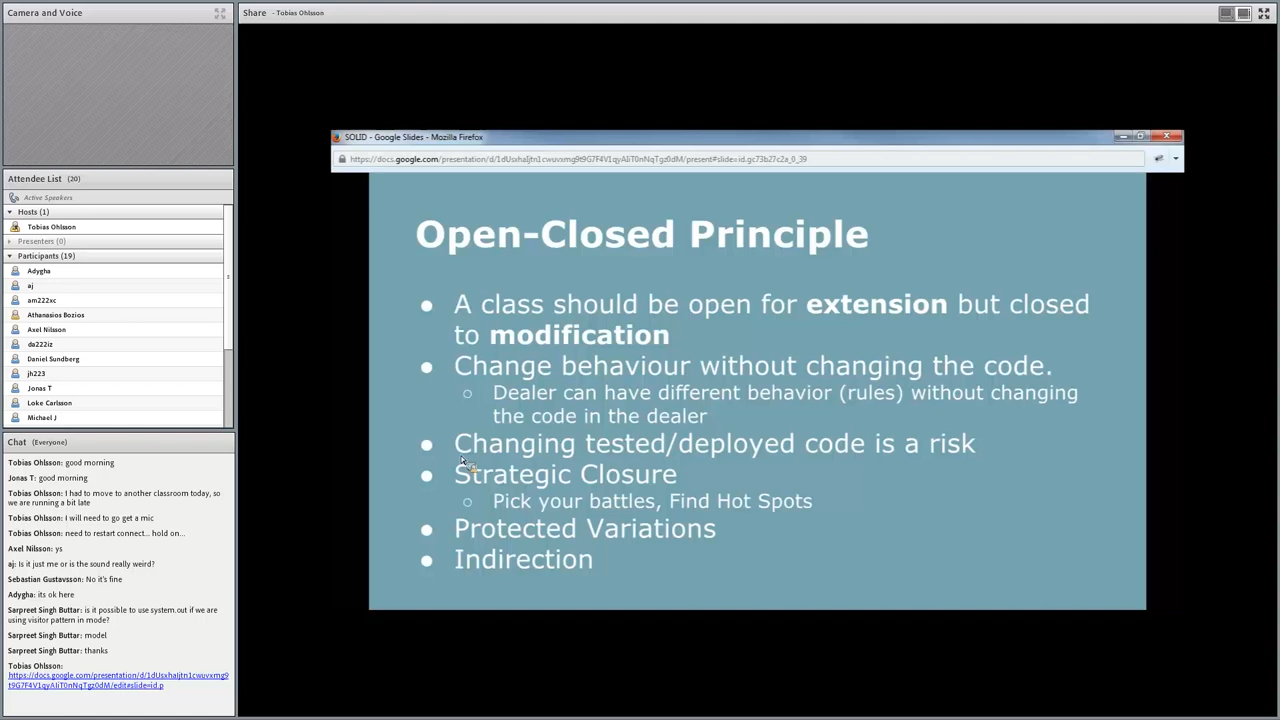 Camera and Voice
Attendee List (20)
Active Speakers
Hosts (1)
Tobias Ohlsson
Presenters (0)
Participants (19)
Adygha
aj
am222xc
Athanasios Bozios
Axel Nilsson
da222iz
Daniel Sundberg
jh223
Jonas T
Loke Carlsson
Michael J
Chat (Everyone)
Tobias Ohlsson: good morning
Jonas T: good morning
Tobias Ohlsson: I had to move to another classroom today, so
we are running a bit late
Tobias Ohlsson: I will need to go get a mic
Tobias Ohlsson: need to restart connect... hold on...
Axel Nilsson: ys
aj: Is it just me or is the sound really weird?
Sebastian Gustavsson: No it's fine
Adygha: its ok here
Sarpreet Singh Buttar: is it possible to use system.out if we are
using visitor pattern in mode?
Sarpreet Singh Buttar: model
Sarpreet Singh Buttar: thanks
Tobias Ohlsson:
Share - Tobias Ohlsson
SOLID - Google Slides - Mozilla Firefox
Open-Closed Principle
● A class should be open for extension but closed
to modification
● Change behaviour without changing the code.
○ Dealer can have different behavior (rules) without changing
the code in the dealer
● Changing tested/deployed code is a risk
● Strategic Closure
○ Pick your battles, Find Hot Spots
● Protected Variations
● Indirection